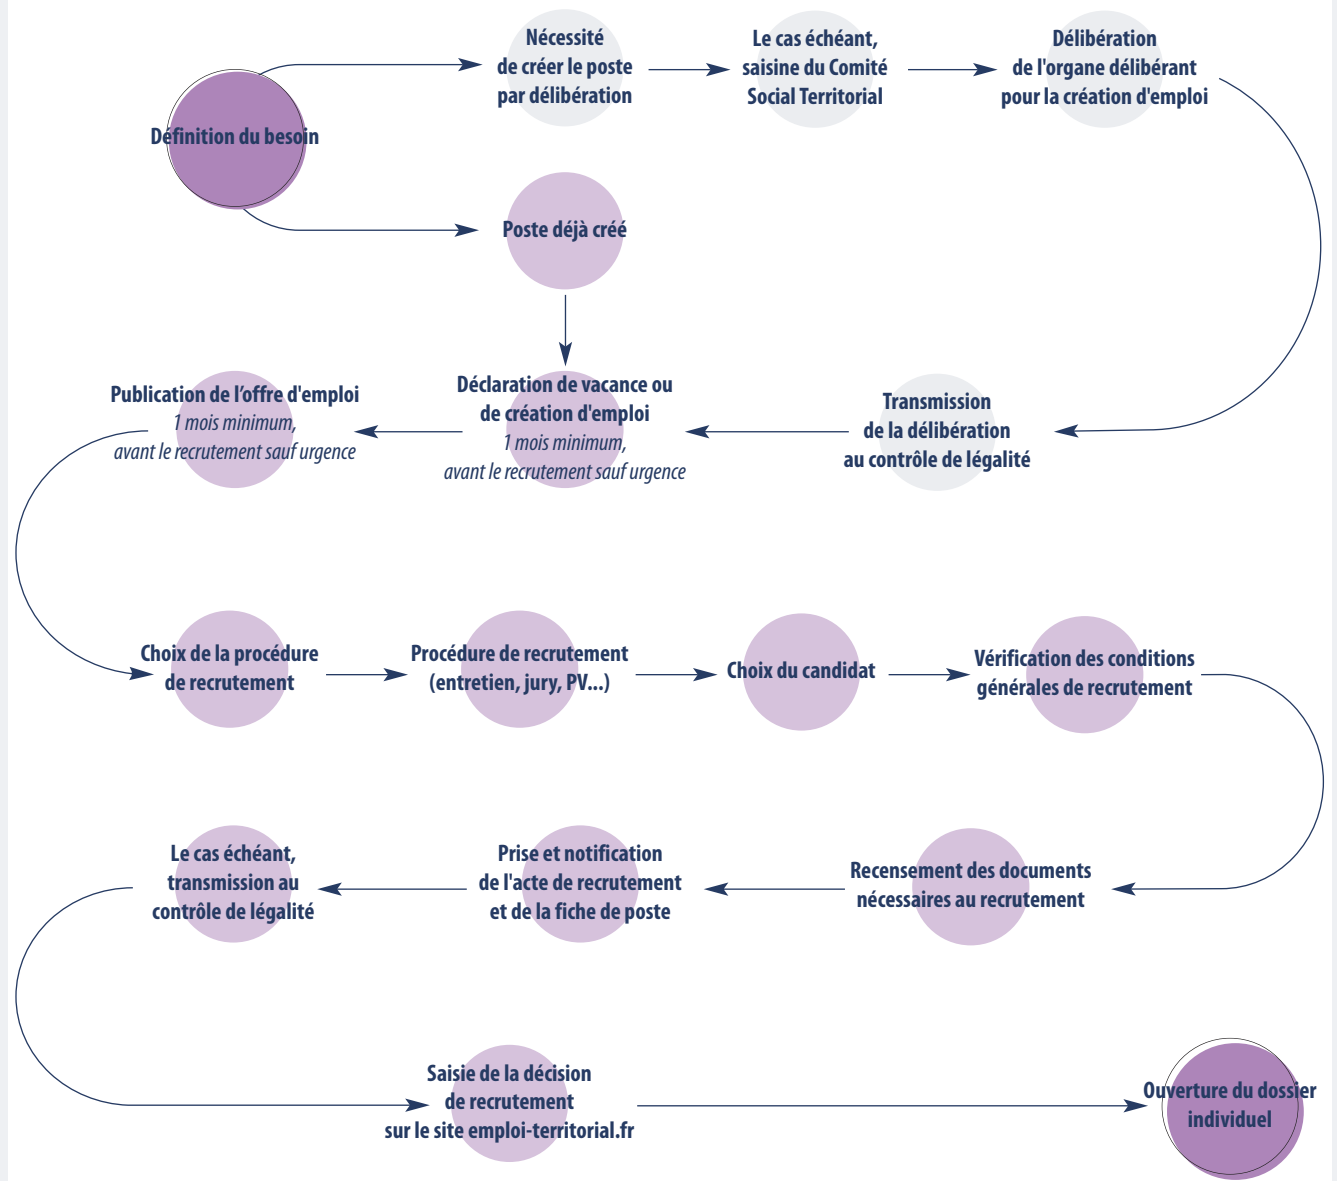 Définition du besoin
Nécessité
de créer le poste
par délibération
Le cas échéant,
saisine du Comité
Social Territorial
Délibération
de l'organe délibérant
pour la création d'emploi
Poste déjà créé
Transmission
de la délibération
au contrôle de légalité
Déclaration de vacance ou
de création d'emploi
1 mois minimum,
avant le recrutement sauf urgence
Publication de l’offre d'emploi
1 mois minimum,
avant le recrutement sauf urgence
Choix de la procédure
de recrutement
Procédure de recrutement
(entretien, jury, PV...)
Choix du candidat
Vérification des conditions
générales de recrutement
Recensement des documents
nécessaires au recrutement
Prise et notification
de l'acte de recrutement
et de la fiche de poste
Le cas échéant,
transmission au
contrôle de légalité
Saisie de la décision
de recrutement
sur le site emploi-territorial.fr
Ouverture du dossier
individuel